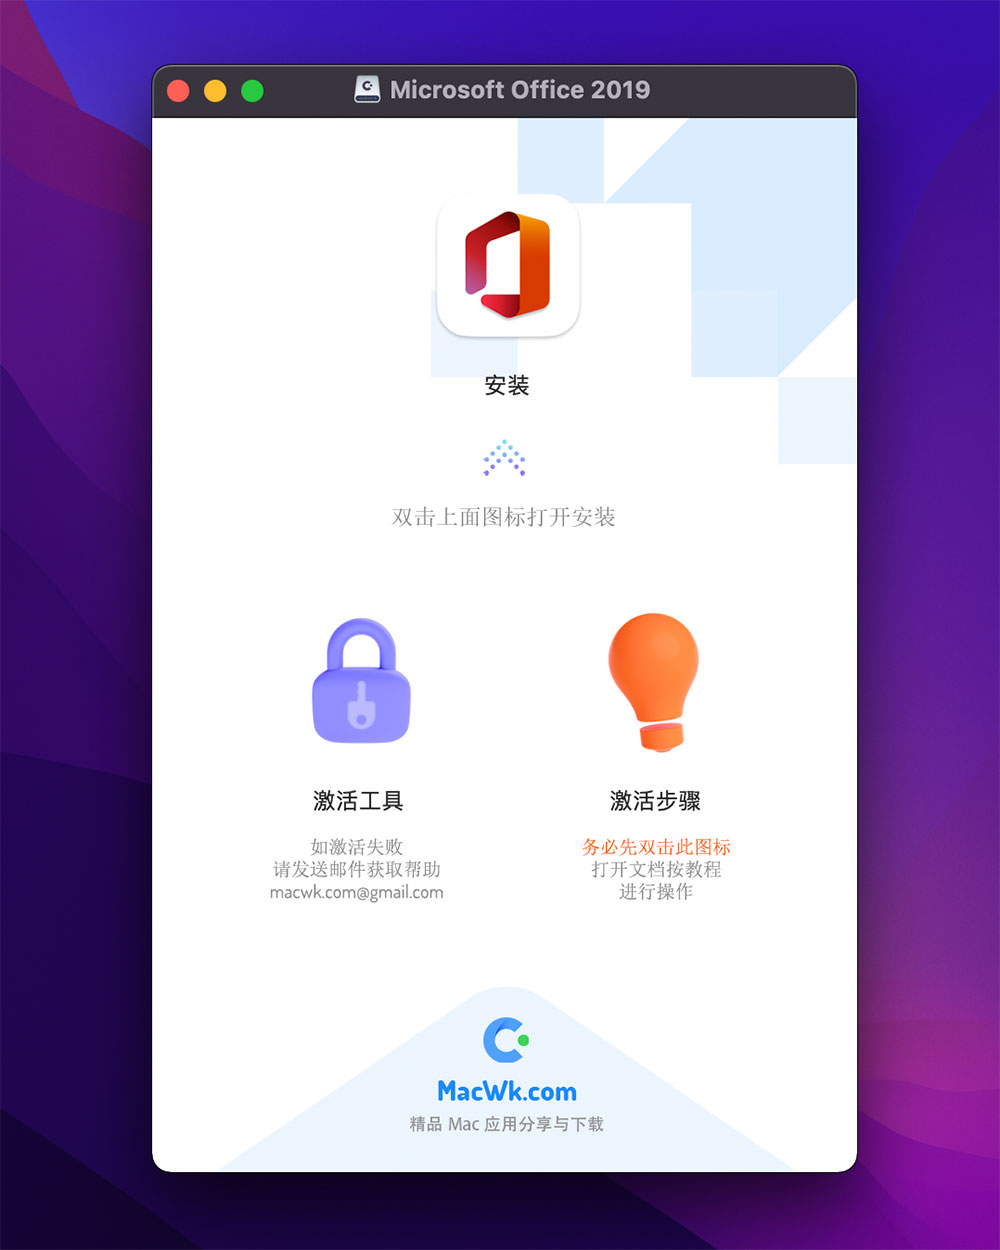 Microsoft Office 2019
安装
双击上面图标打开安装
激活工具
如激活失败
请发送邮件获取帮助
macwk.com@gmail.com
激活步骤
务必先双击此图标
打开文档按教程
进行操作
MacWk.com
精品 Mac 应用分享与下载